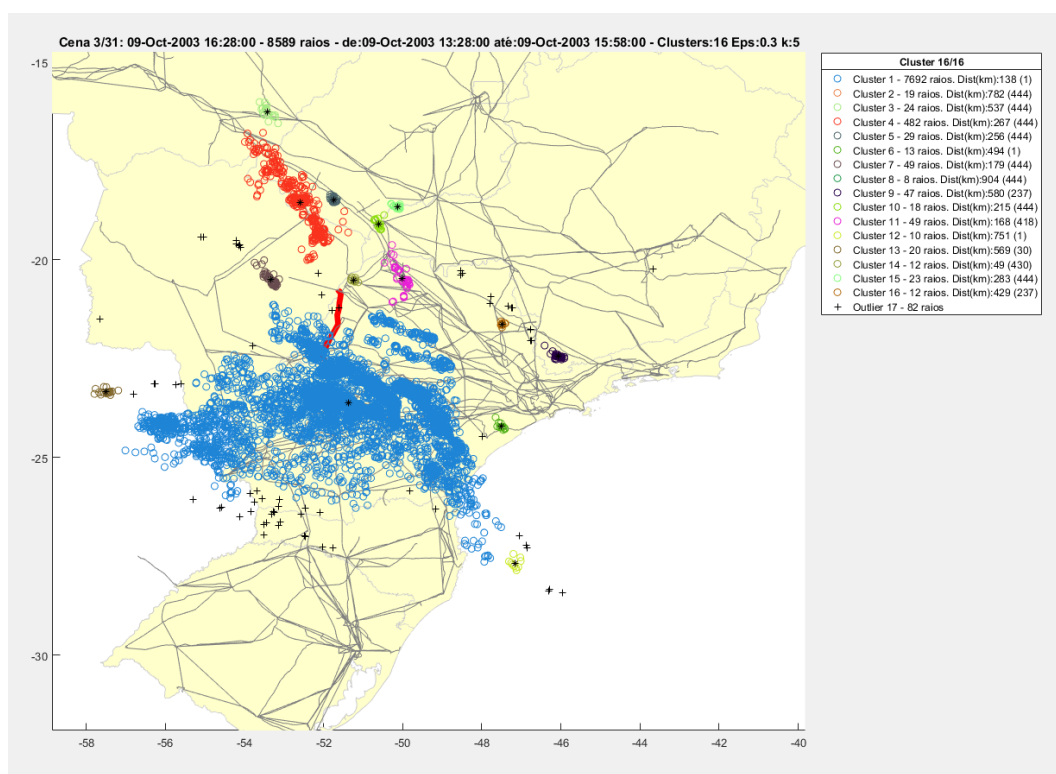 Cena 3/31: 09-Oct-2003 16:28:00 - 8589 raios - de:09-Oct-2003 13:28:00 até:09-Oct-2003 15:58:00 - Clusters:16 Eps:0.3 k:5
Cluster 16/16
Cluster 1 - 7692 raios. Dist(km):138 (1)
Cluster 2 - 19 raios. Dist(km):782 (444)
Cluster 3 - 24 raios. Dist(km):537 (444)
Cluster 4 - 482 raios. Dist(km):267 (444)
Cluster 5 - 29 raios. Dist(km):256 (444)
Cluster 6 - 13 raios. Dist(km):494 (1)
Cluster 7 - 49 raios. Dist(km):179 (444)
Cluster 8 - 8 raios. Dist(km):904 (444)
Cluster 9 - 47 raios. Dist(km):580 (237)
Cluster 10 - 18 raios. Dist(km):215 (444)
Cluster 11 - 49 raios. Dist(km):168 (418)
Cluster 12 - 10 raios. Dist(km):751 (1)
Cluster 13 - 20 raios. Dist(km):569 (30)
Cluster 14 - 12 raios. Dist(km):49 (430)
Cluster 15 - 23 raios. Dist(km):283 (444)
Cluster 16 - 12 raios. Dist(km):429 (237)
Outlier 17 - 82 raios
-15
-20
-25
-30
-58 -56 -54 -52 -50 -48 -46 -44 -42 -40